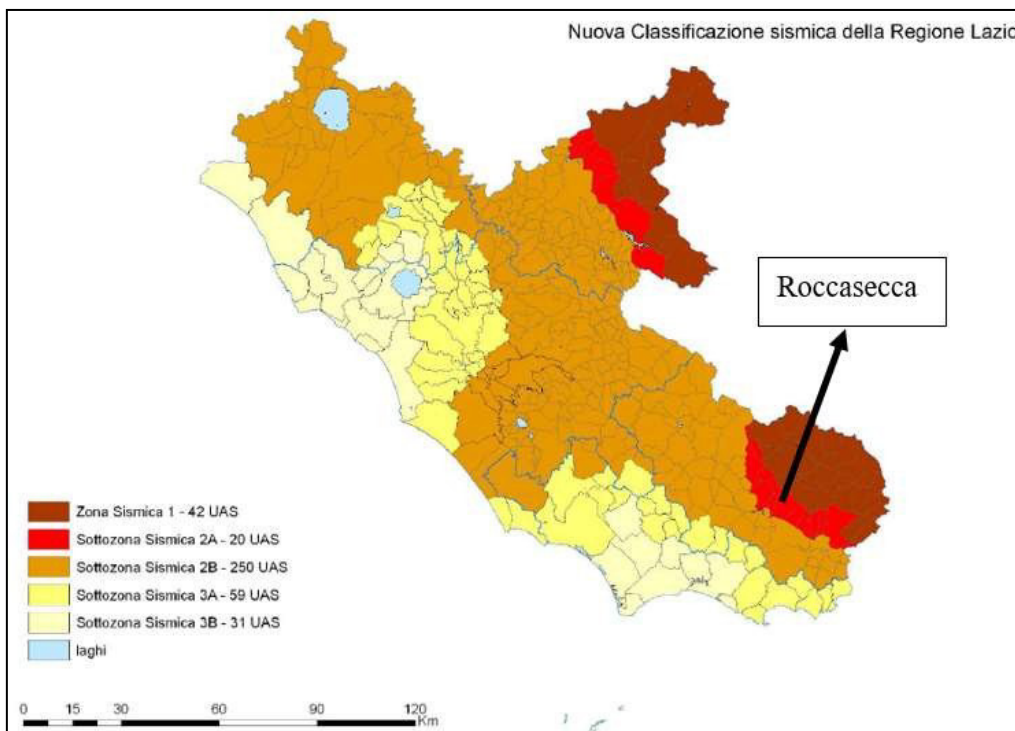 Nuova Classificazione sismica della Regione Lazio
Roccasecca
Zona Sismica 1 - 42 UAS
Sottozona Sismica 2A - 20 UAS
Sottozona Sismica 2B - 250 UAS
Sottozona Sismica 3A - 59 UAS
Sottozona Sismica 3B - 31 UAS
laghi
0 15 30 60 90 120
Km